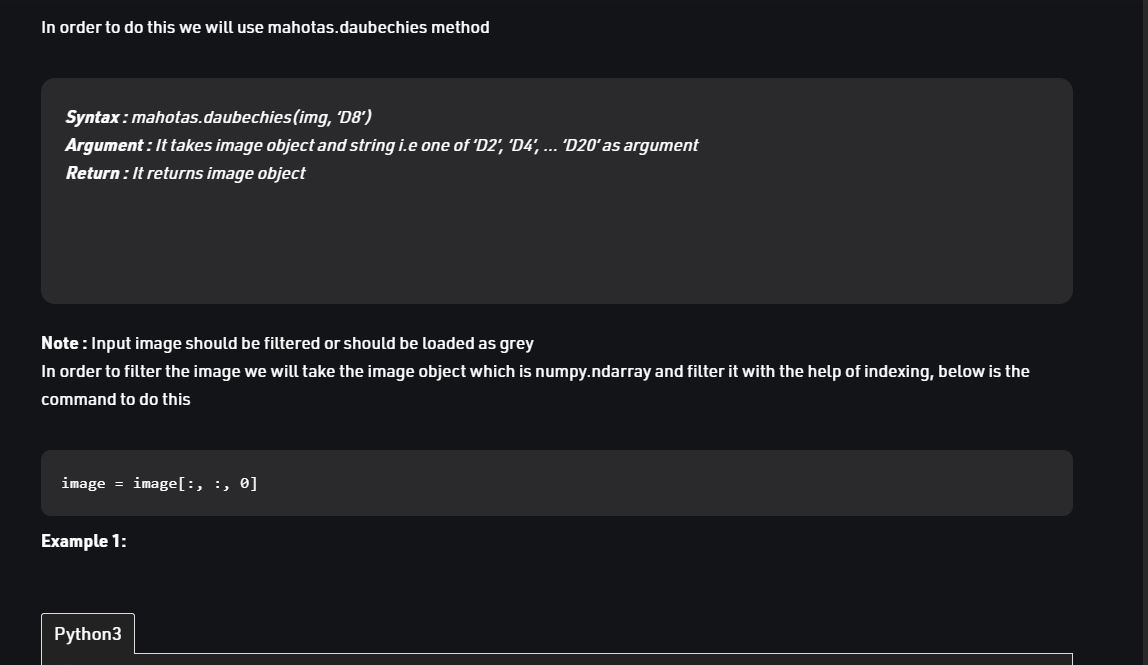 In order to do this we will use mahotas.daubechies method
Syntax : mahotas.daubechies(img, ‘D8’)
Argument : It takes image object and string i.e one of ‘D2’, ‘D4’, … ‘D20’ as argument
Return : It returns image object
Note : Input image should be filtered or should be loaded as grey
In order to filter the image we will take the image object which is numpy.ndarray and filter it with the help of indexing, below is the
command to do this
image = image[:, :, 0]
Example 1:
Python3